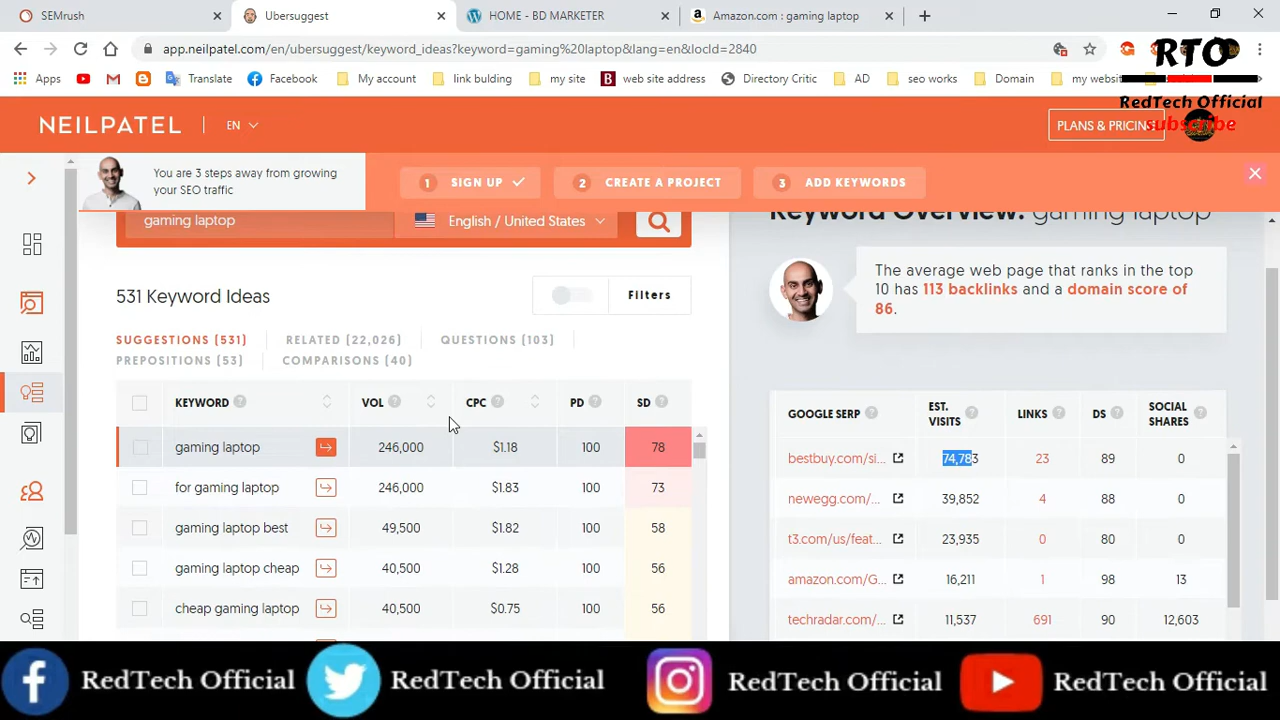 SEMrush
Ubersuggest
HOME - BD MARKETER
Amazon.com : gaming laptop
app.neilpatel.com/en/ubersuggest/keyword_ideas?keyword=gaming%20laptop&lang=en&locId=2840
Apps
Translate
Facebook
My account
link bulding
my site
web site address
Directory Critic
AD
seo works
Domain
my websit
RTO
RedTech Official
subscribe
NEILPATEL
EN
PLANS & PRICING
You are 3 steps away from growing
your SEO traffic
1 SIGN UP
2 CREATE A PROJECT
3 ADD KEYWORDS
gaming laptop
English / United States
Keyword Overview: gaming laptop
531 Keyword Ideas
Filters
The average web page that ranks in the top
10 has 113 backlinks and a domain score of
86.
SUGGESTIONS (531)
RELATED (22,026)
QUESTIONS (103)
PREPOSITIONS (53)
COMPARISONS (40)
KEYWORD ? VOL ? CPC ? PD ? SD ?
gaming laptop 246,000 $1.18 100 78
for gaming laptop 246,000 $1.83 100 73
gaming laptop best 49,500 $1.82 100 58
gaming laptop cheap 40,500 $1.28 100 56
cheap gaming laptop 40,500 $0.75 100 56
GOOGLE SERP ? EST. VISITS ? LINKS ? DS ? SOCIAL SHARES ?
bestbuy.com/si... 74,783 23 89 0
newegg.com/... 39,852 4 88 0
t3.com/us/feat... 23,935 0 80 0
amazon.com/G... 16,211 1 98 13
techradar.com/... 11,537 691 90 12,603
RedTech Official
RedTech Official
RedTech Official
RedTech Official